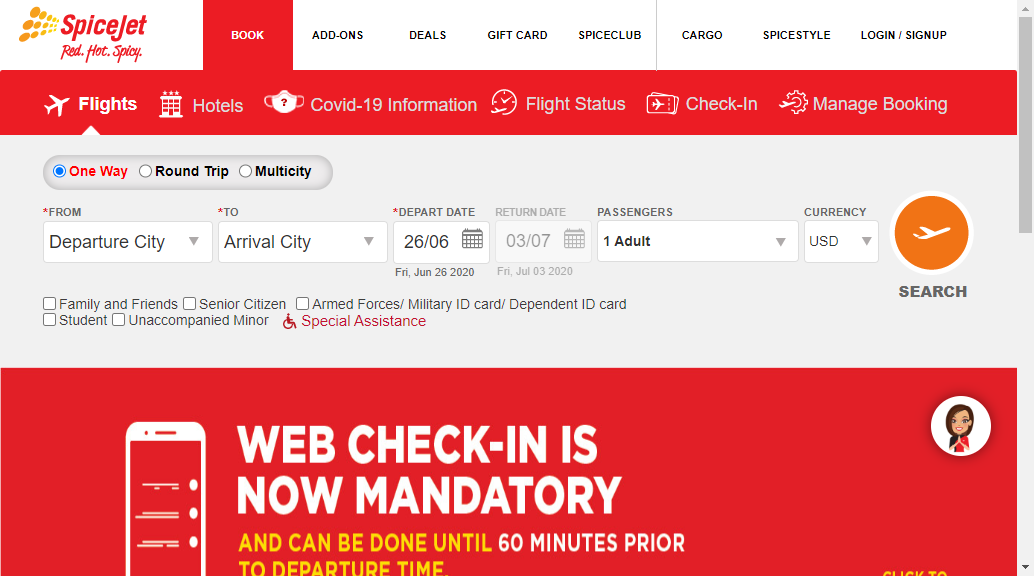 SpiceJet
Red. Hot. Spicy.
BOOK ADD-ONS DEALS GIFT CARD SPICECLUB CARGO SPICESTYLE LOGIN / SIGNUP
Flights Hotels ? Covid-19 Information Flight Status Check-In Manage Booking
One Way Round Trip Multicity
*FROM *TO *DEPART DATE RETURN DATE PASSENGERS CURRENCY
Departure City Arrival City 26/06 03/07 1 Adult USD
Fri, Jun 26 2020 Fri, Jul 03 2020
SEARCH
Family and Friends Senior Citizen Armed Forces/ Military ID card/ Dependent ID card
Student Unaccompanied Minor Special Assistance
WEB CHECK-IN IS
NOW MANDATORY
AND CAN BE DONE UNTIL 60 MINUTES PRIOR
TO DEPARTURE TIME.
CLICK TO